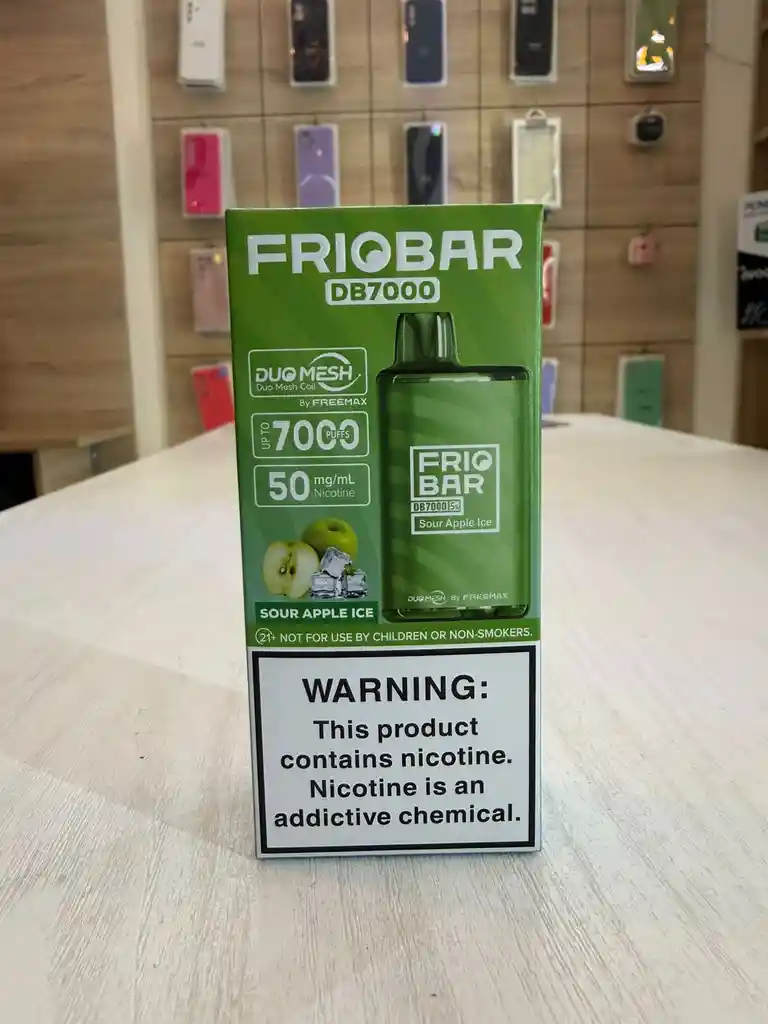 FRIOBAR
DB7000
DUO MESH
Duo Mesh Coil
By FREEMAX
UP TO 7000 PUFFS
50 mg/mL Nicotine
FRIO
BAR
DB7000
Sour Apple Ice
DUO MESH By FREEMAX
SOUR APPLE ICE
21+ NOT FOR USE BY CHILDREN OR NON-SMOKERS.
WARNING:
This product
contains nicotine.
Nicotine is an
addictive chemical.